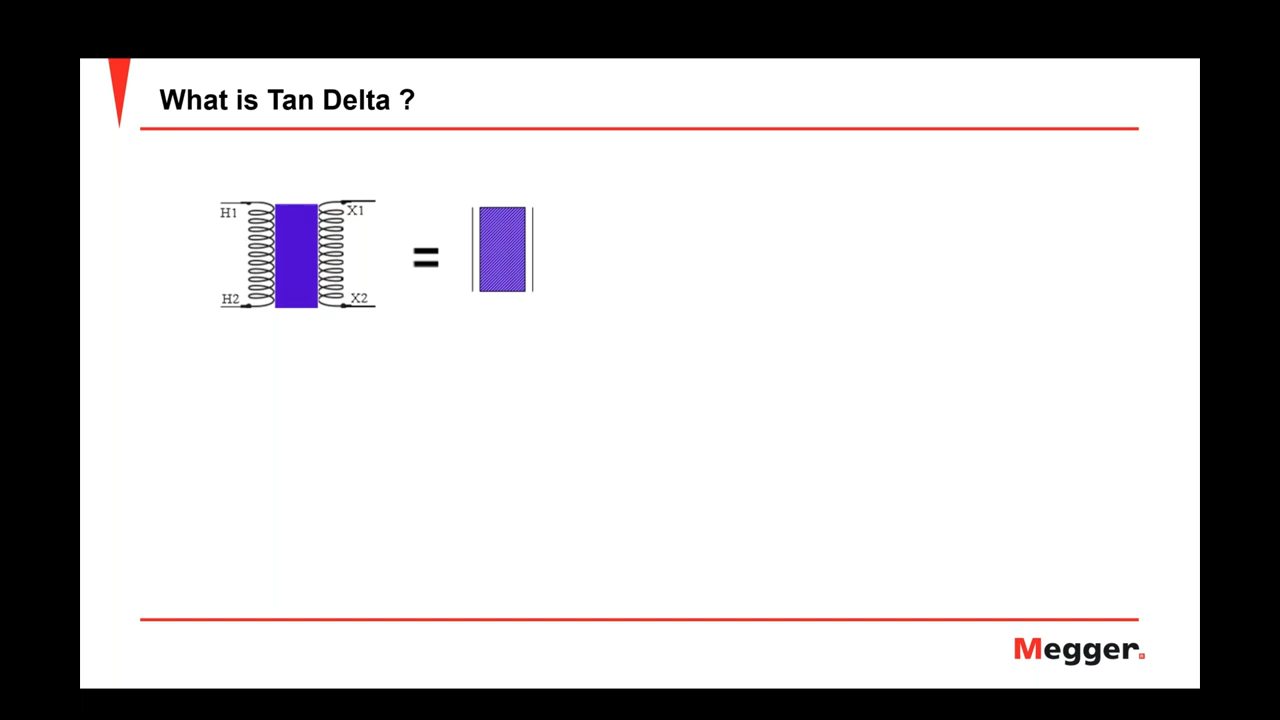 What is Tan Delta ?
H1
X1
=
H2
X2
Megger